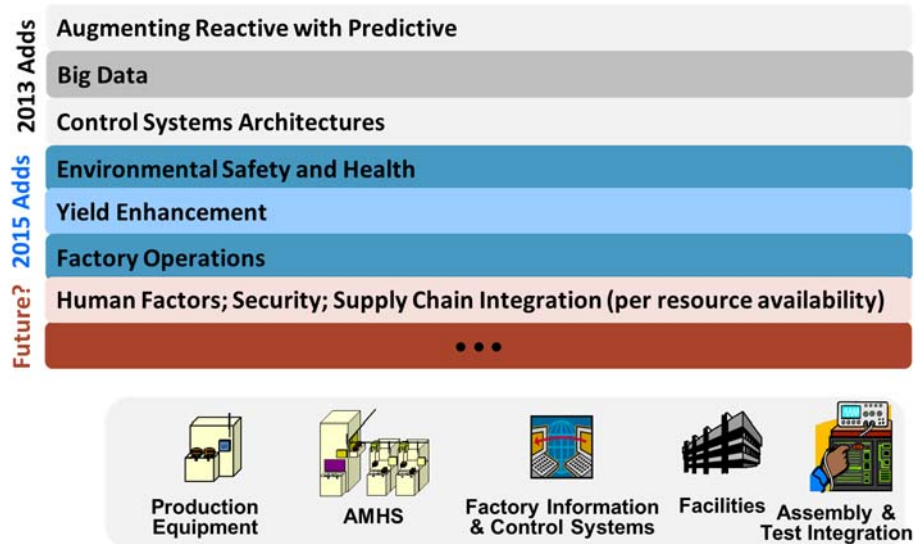 2013 Adds
Augmenting Reactive with Predictive
Big Data
Control Systems Architectures
2015 Adds
Environmental Safety and Health
Yield Enhancement
Factory Operations
Future?
Human Factors; Security; Supply Chain Integration (per resource availability)
•••
Production
Equipment
AMHS
Factory Information
& Control Systems
Facilities
Assembly &
Test Integration